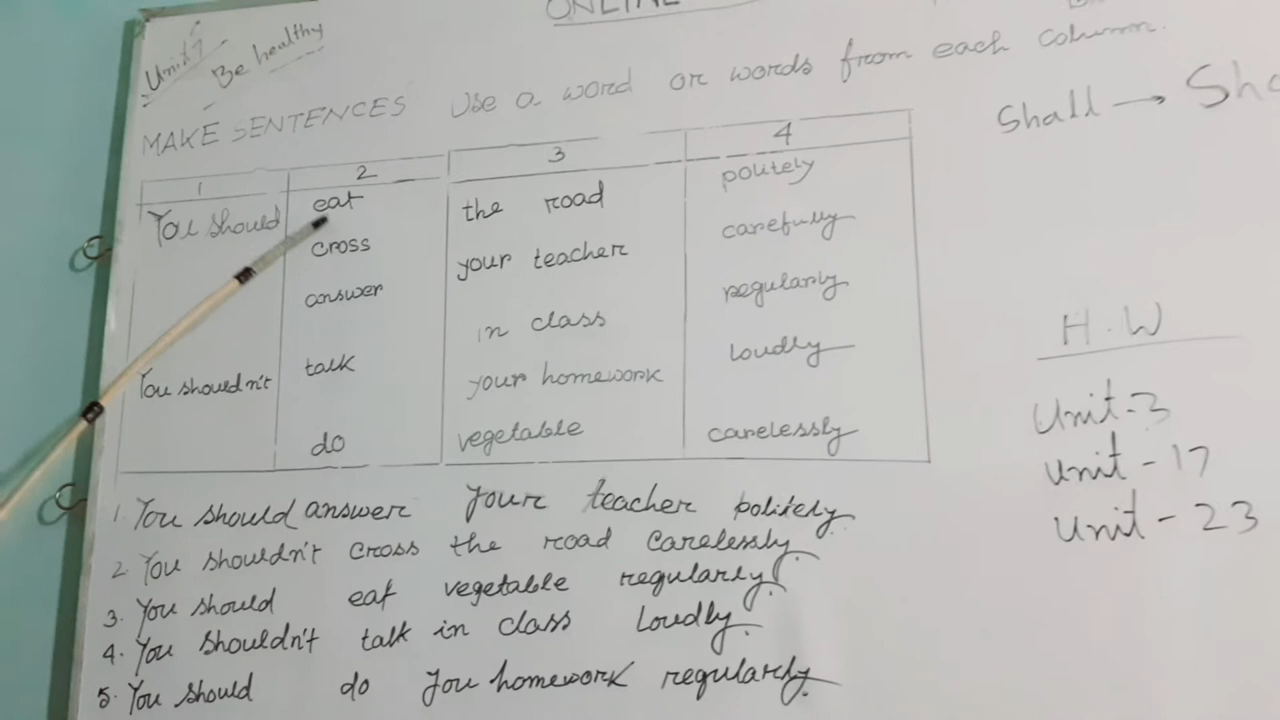 ONLINE
Unit 7
Be healthy
MAKE SENTENCES Use a word or words from each column.
Shall → Sho
1 2 3 4
You should eat the road politely
cross your teacher carefully
answer in class regularly
You shouldn't talk your homework loudly
do vegetable carelessly
H.W
Unit-3
Unit-17
Unit-23
1. You should answer your teacher politely.
2. You shouldn't cross the road carelessly.
3. You should eat vegetable regularly.
4. You shouldn't talk in class loudly.
5. You should do you homework regularly.